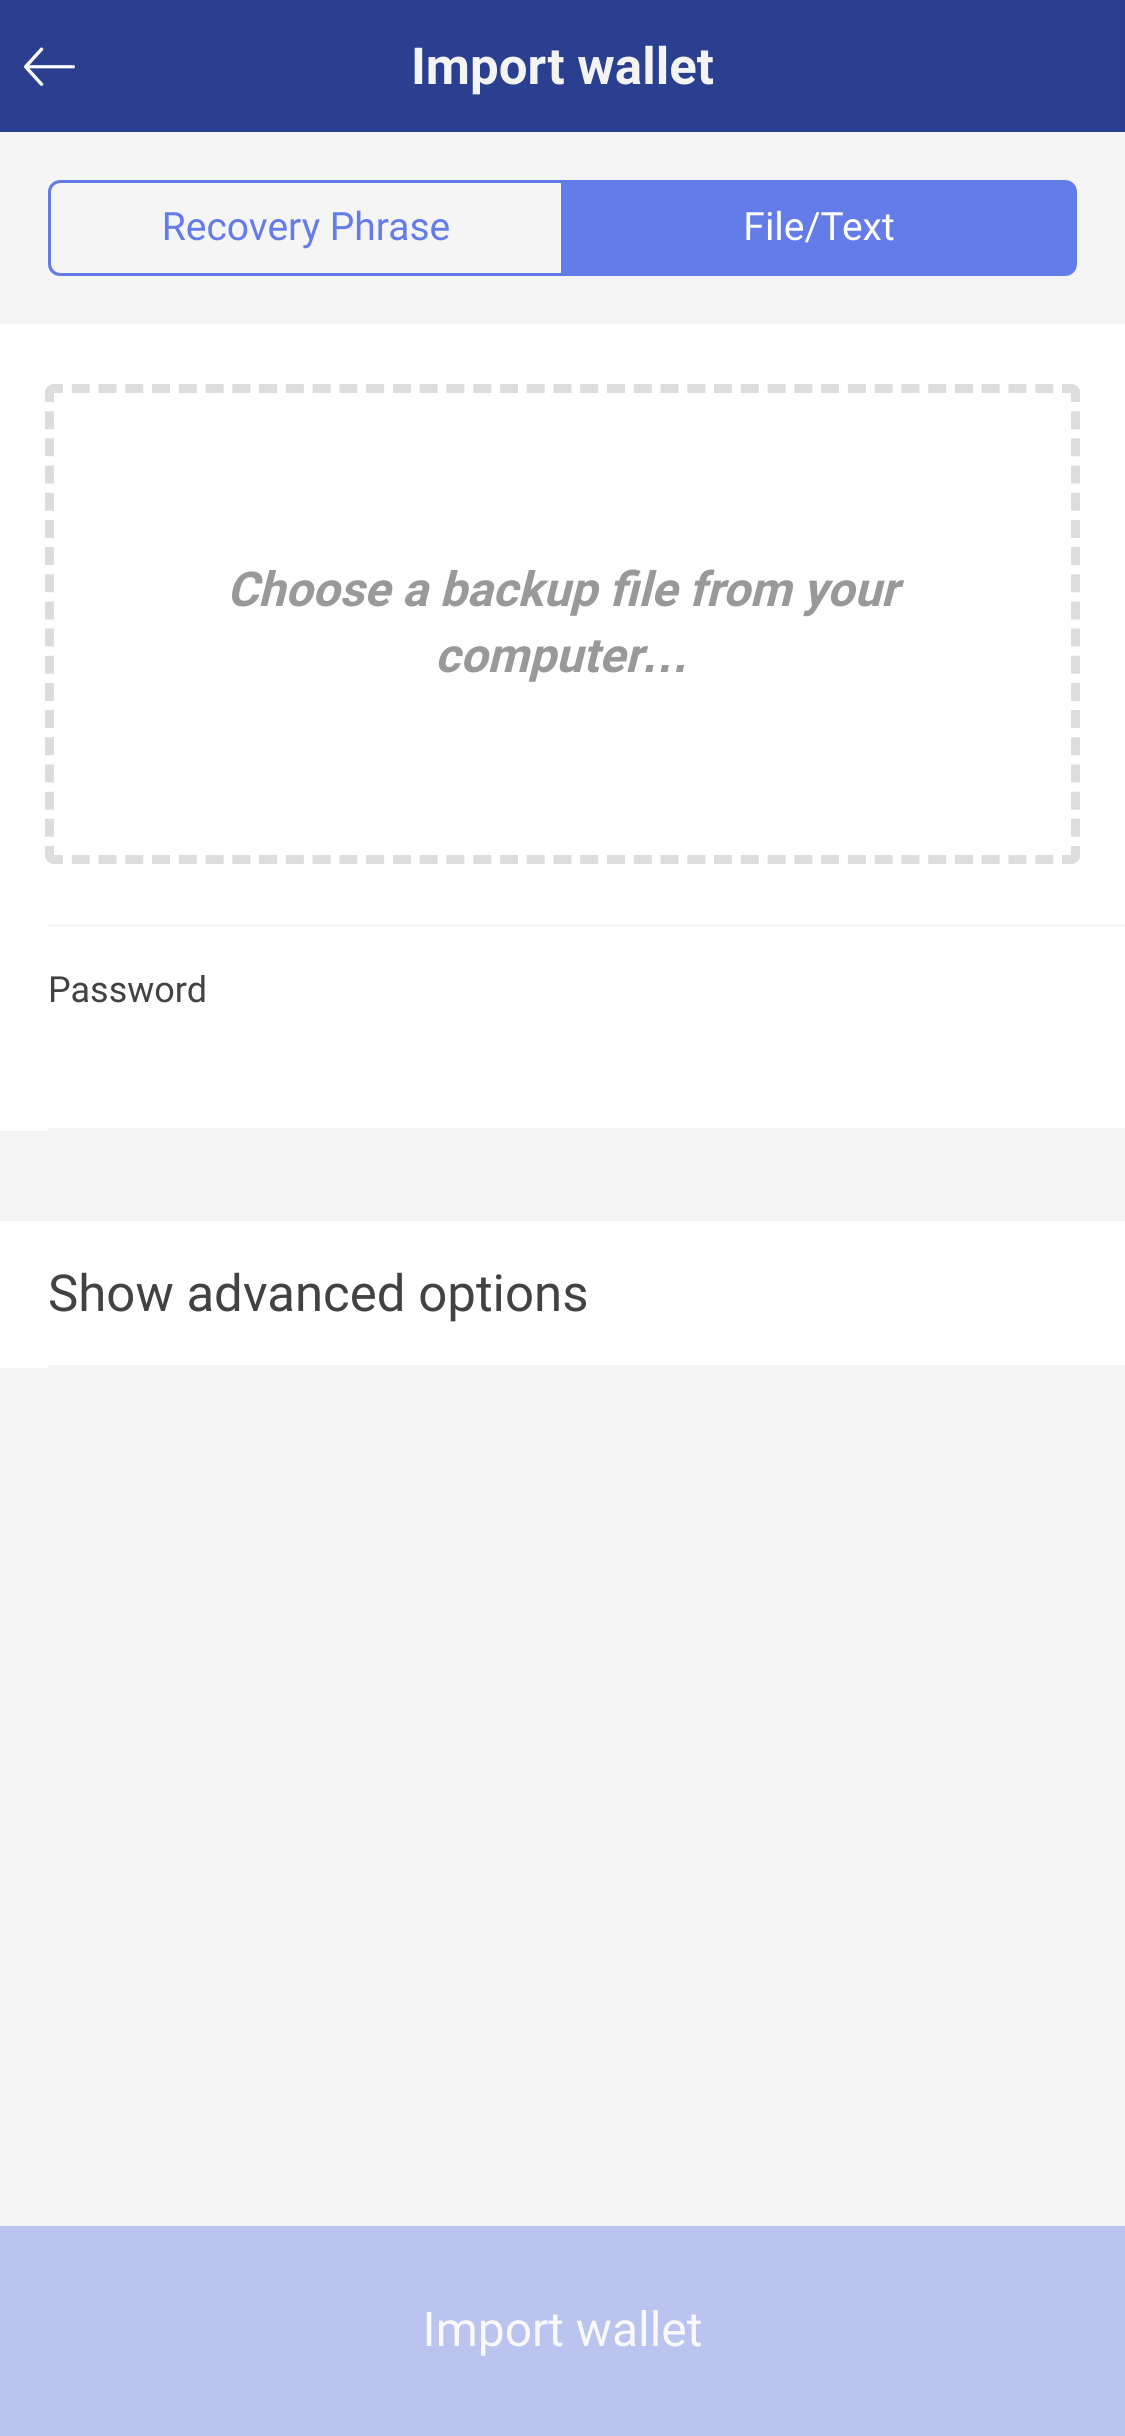 Import wallet
Recovery Phrase
File/Text
Choose a backup file from your
computer...
Password
Show advanced options
Import wallet